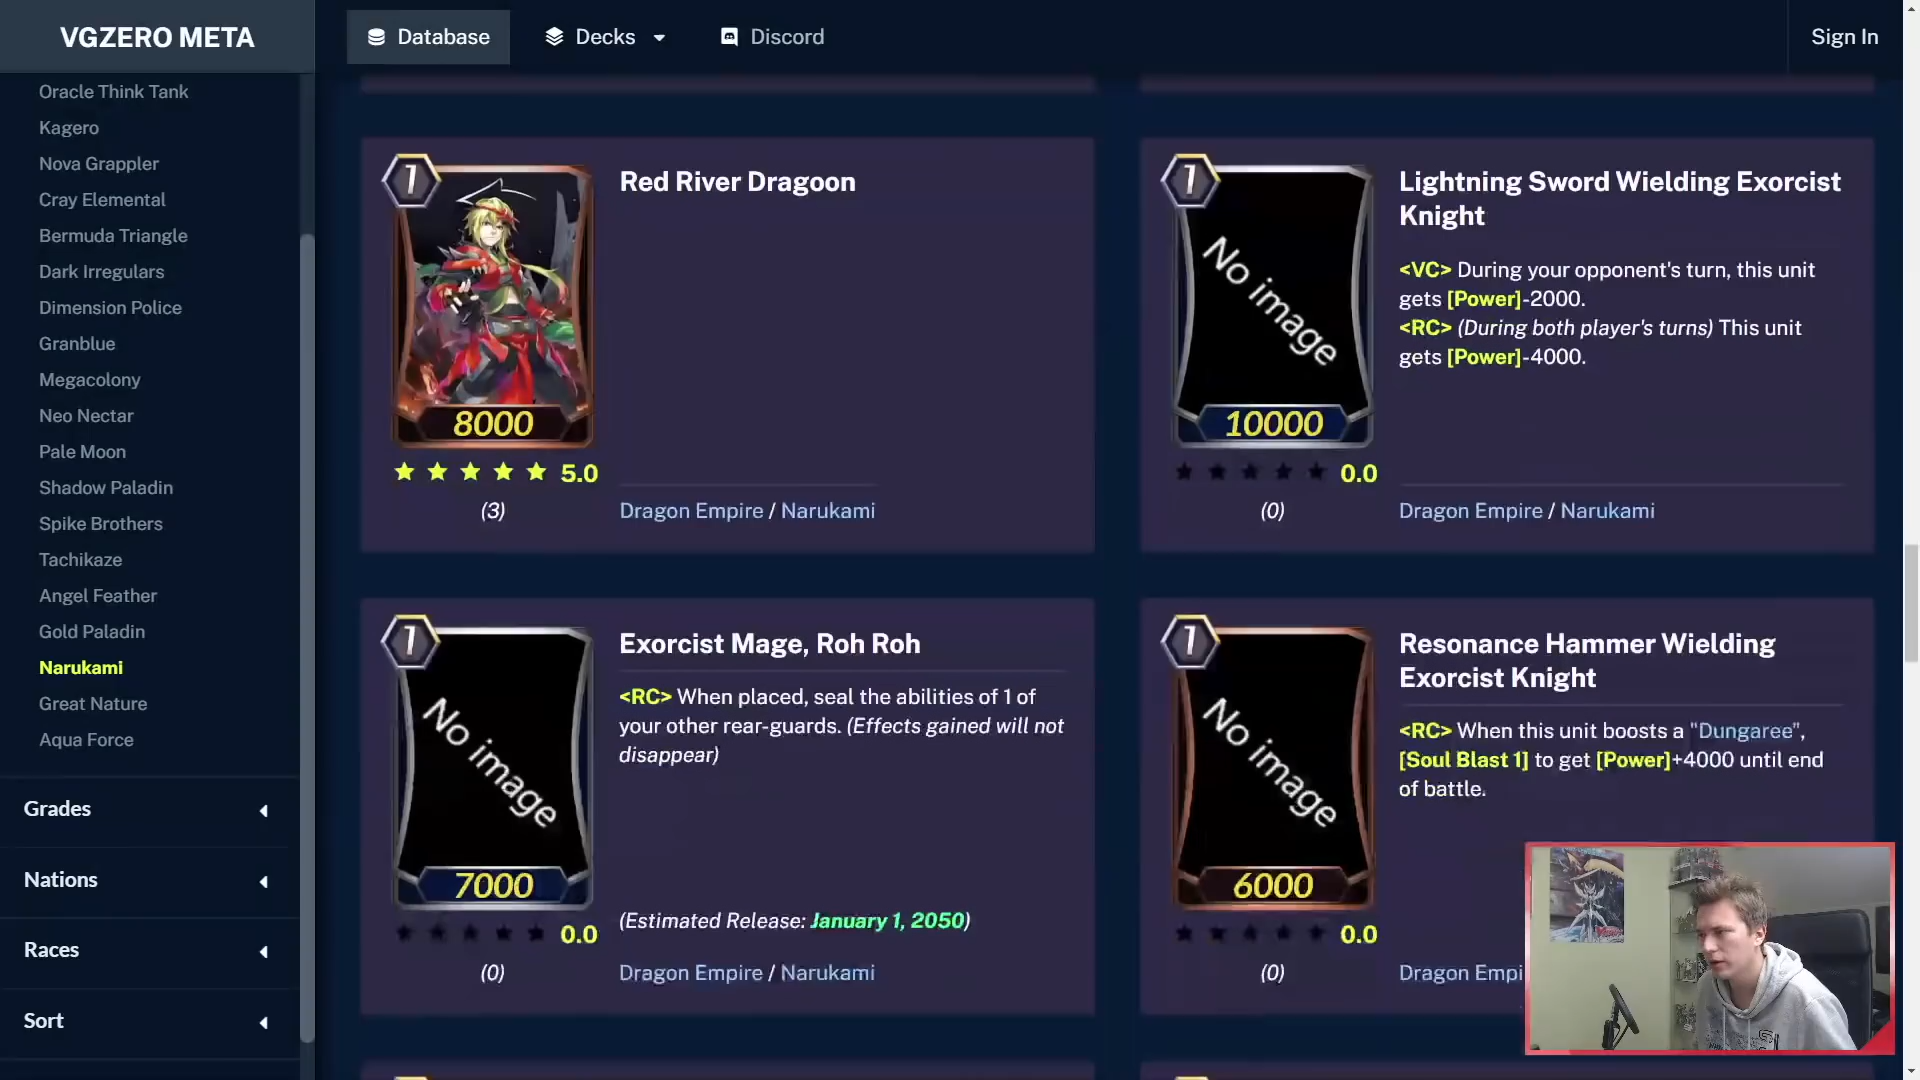 VGZERO META
Database
Decks
Discord
Sign In
Oracle Think Tank
Kagero
Nova Grappler
Cray Elemental
Bermuda Triangle
Dark Irregulars
Dimension Police
Granblue
Megacolony
Neo Nectar
Pale Moon
Shadow Paladin
Spike Brothers
Tachikaze
Angel Feather
Gold Paladin
Narukami
Great Nature
Aqua Force
Grades
Nations
Races
Sort
1
Red River Dragoon
8000
5.0
(3)
Dragon Empire / Narukami
1
Lightning Sword Wielding Exorcist
Knight
<VC> During your opponent's turn, this unit
gets [Power]-2000.
<RC> (During both player's turns) This unit
gets [Power]-4000.
No image
10000
0.0
(0)
Dragon Empire / Narukami
1
Exorcist Mage, Roh Roh
<RC> When placed, seal the abilities of 1 of
your other rear-guards. (Effects gained will not
disappear)
No image
7000
(Estimated Release: January 1, 2050)
0.0
(0)
Dragon Empire / Narukami
1
Resonance Hammer Wielding
Exorcist Knight
<RC> When this unit boosts a "Dungaree",
[Soul Blast 1] to get [Power]+4000 until end
of battle.
No image
6000
0.0
(0)
Dragon Empi